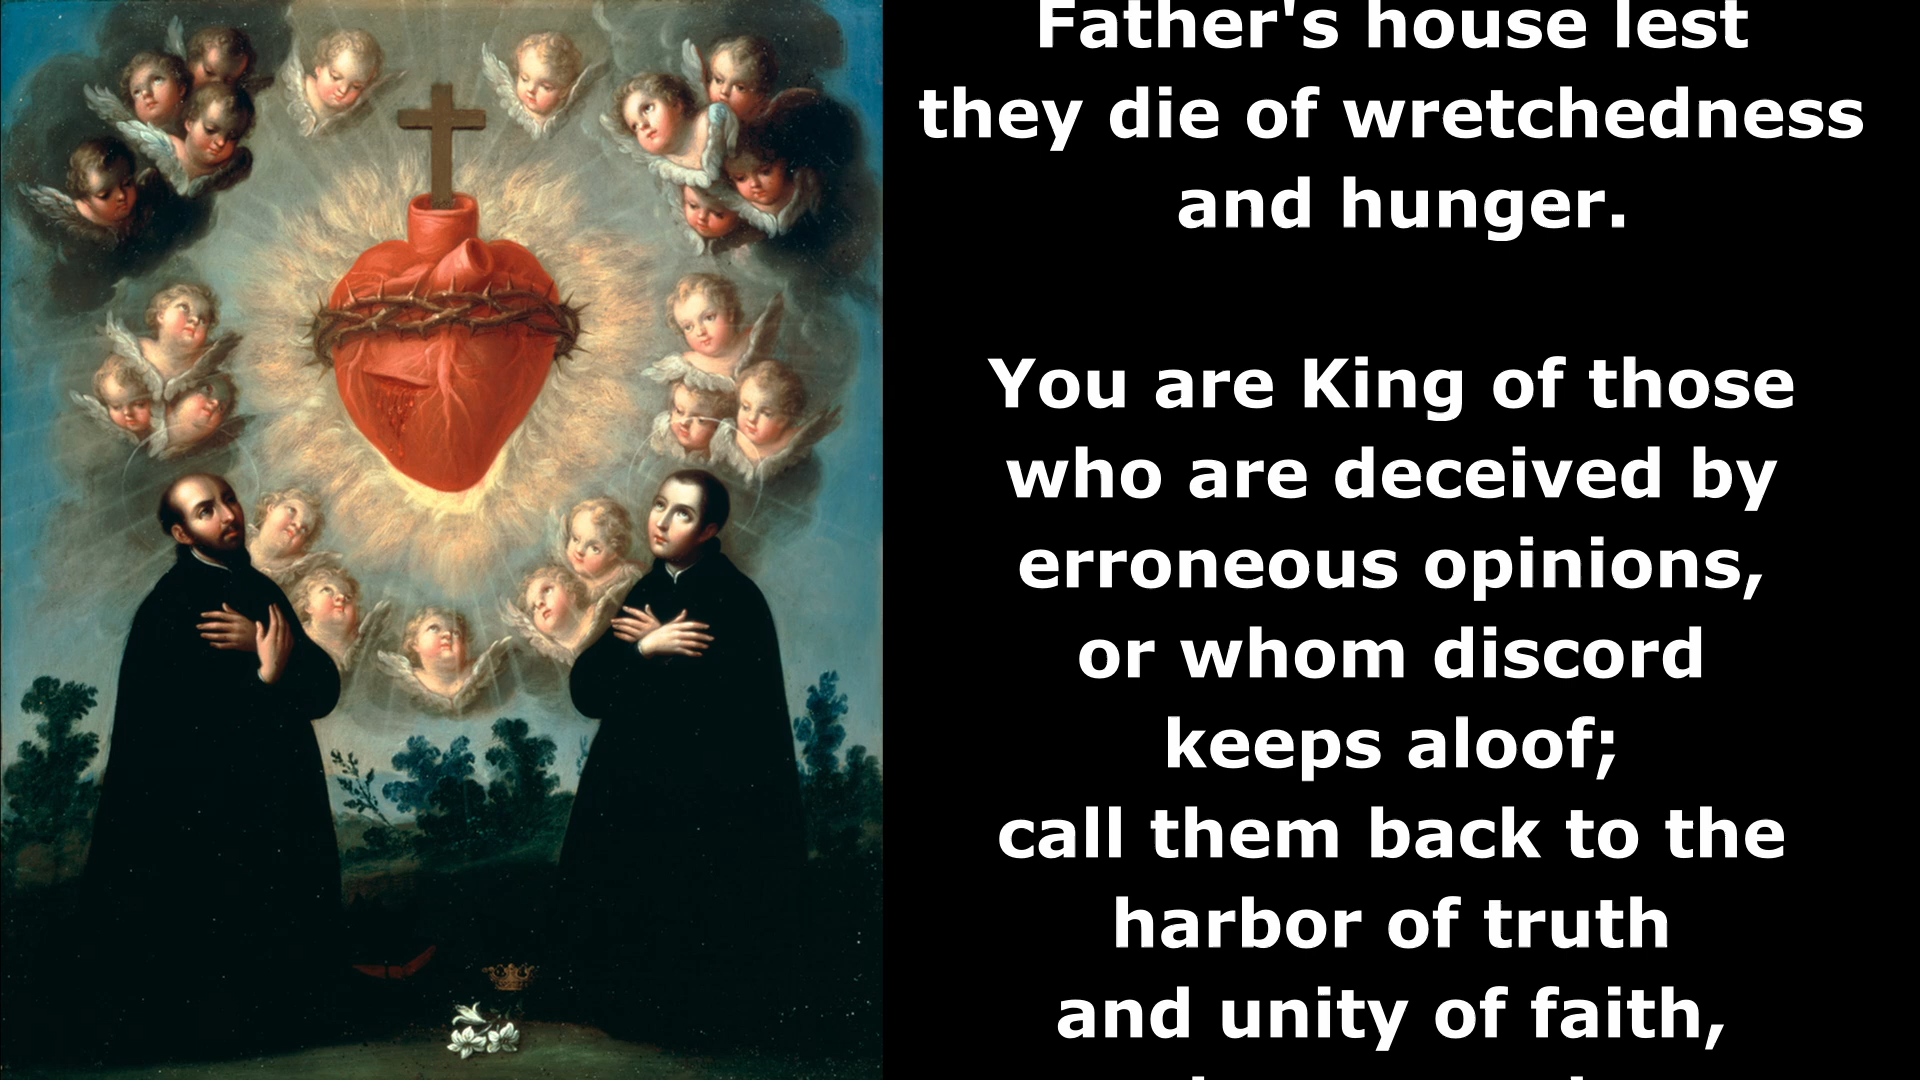 Father's house lest
they die of wretchedness
and hunger.
You are King of those
who are deceived by
erroneous opinions,
or whom discord
keeps aloof;
call them back to the
harbor of truth
and unity of faith,